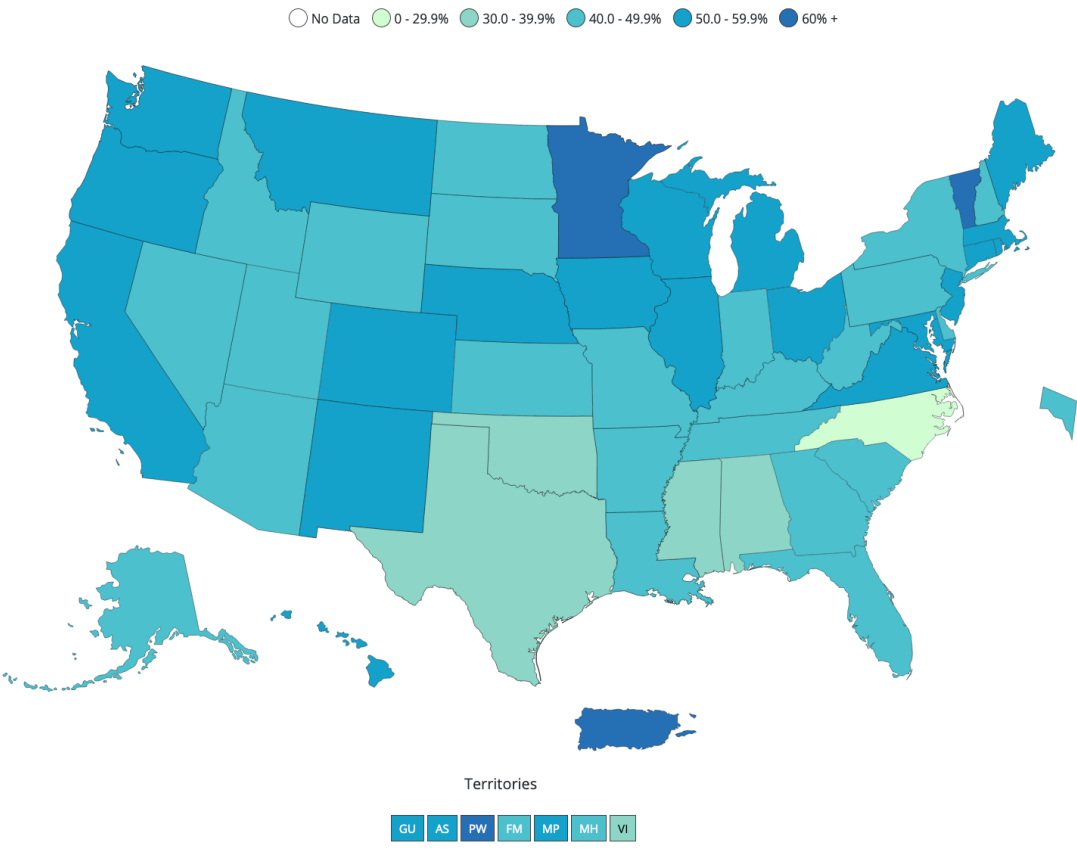 No Data 0 - 29.9% 30.0 - 39.9% 40.0 - 49.9% 50.0 - 59.9% 60% +
Territories
GU AS PW FM MP MH VI